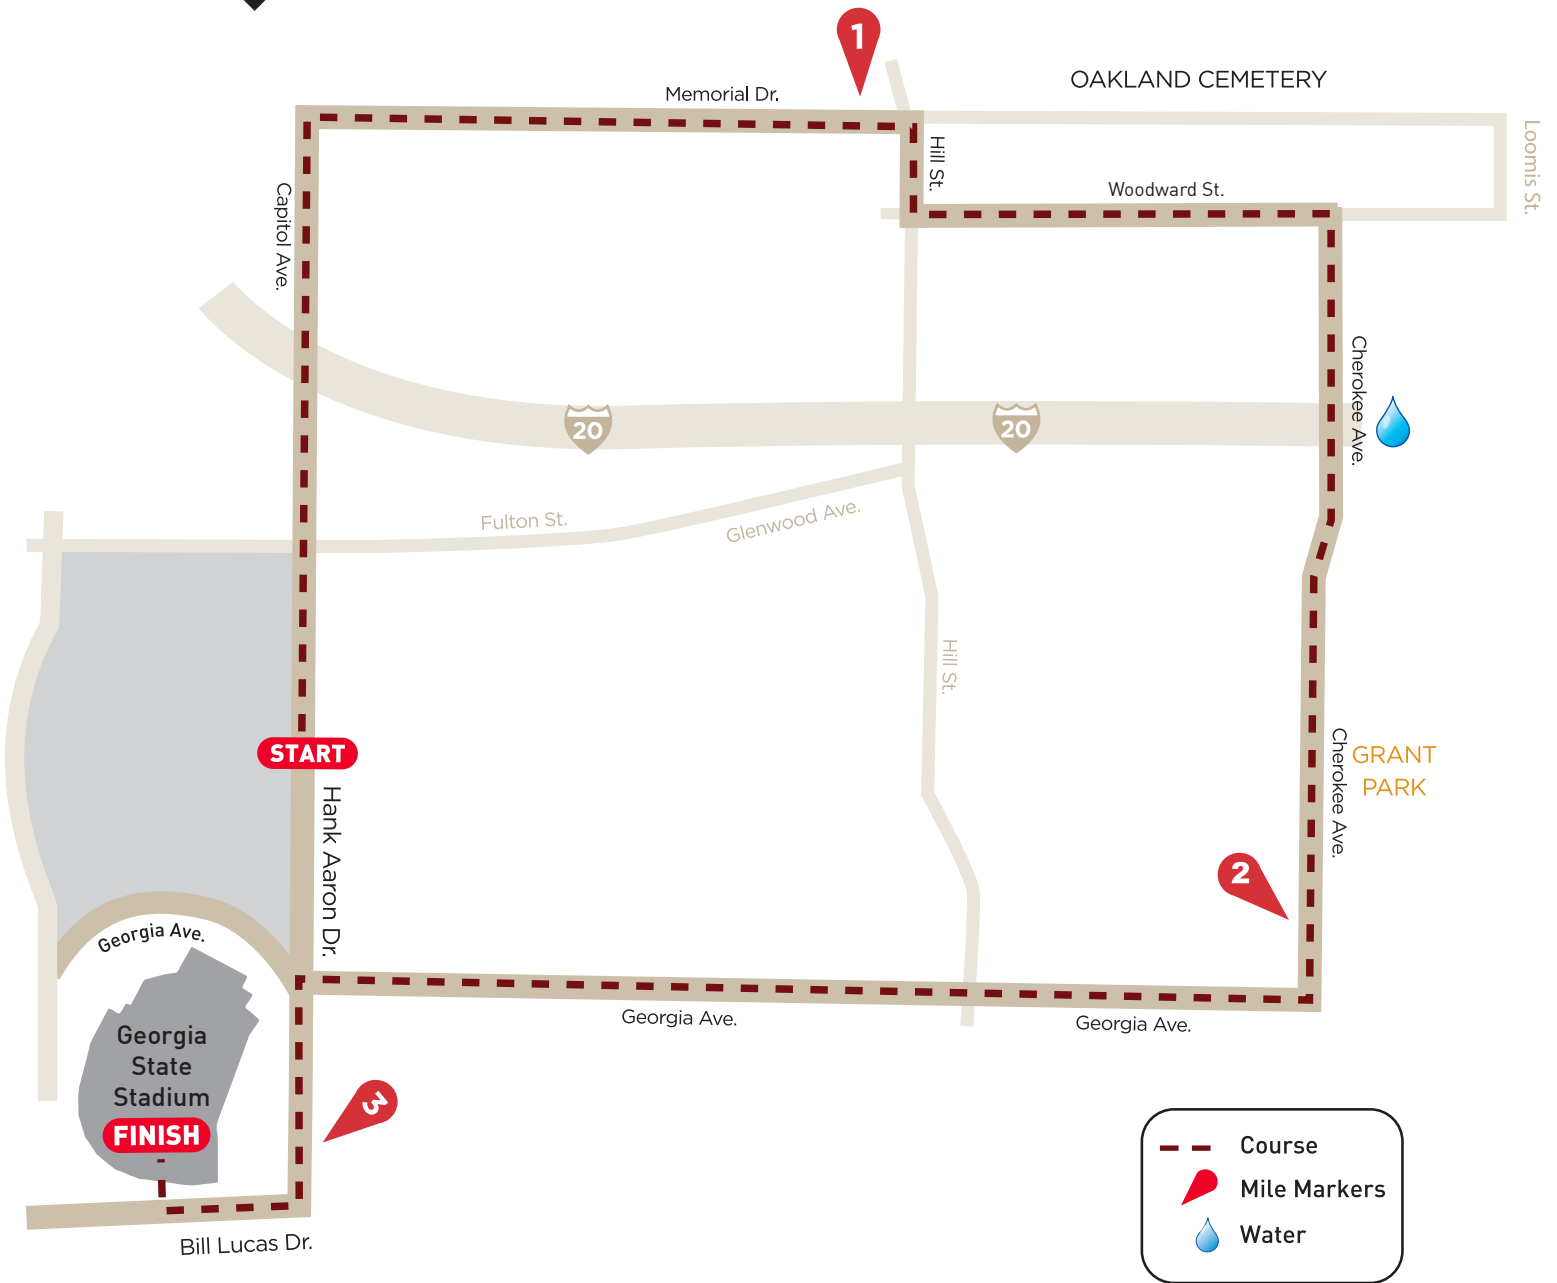 1
OAKLAND CEMETERY
Memorial Dr.
Hill St.
Loomis St.
Woodward St.
Capitol Ave.
Cherokee Ave.
20
20
Fulton St.
Glenwood Ave.
Hill St.
START
Hank Aaron Dr.
Cherokee Ave.
GRANT
PARK
2
Georgia Ave.
Georgia Ave.
Georgia Ave.
Georgia
State
Stadium
FINISH
3
Bill Lucas Dr.
Course
Mile Markers
Water